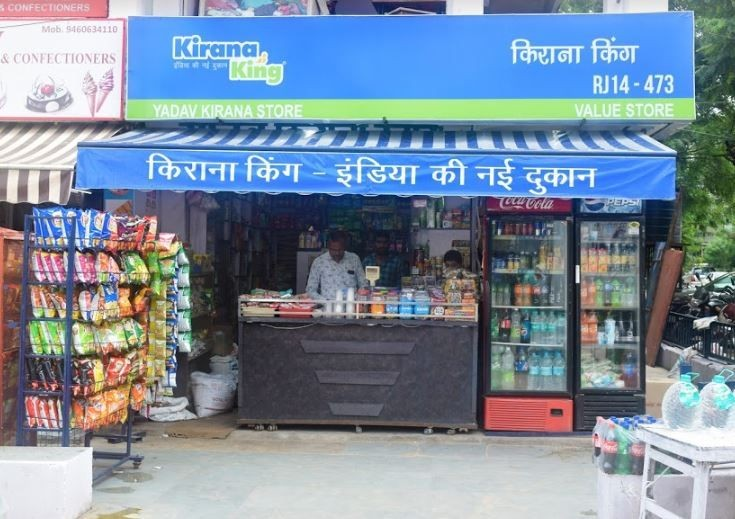 & CONFECTIONERS
Mob. 9460634110
& CONFECTIONERS
Kirana
King
इंडिया की नई दुकान
किराना किंग
RJ14 - 473
YADAV KIRANA STORE
VALUE STORE
किराना किंग - इंडिया की नई दुकान
Coca-Cola
PEPSI